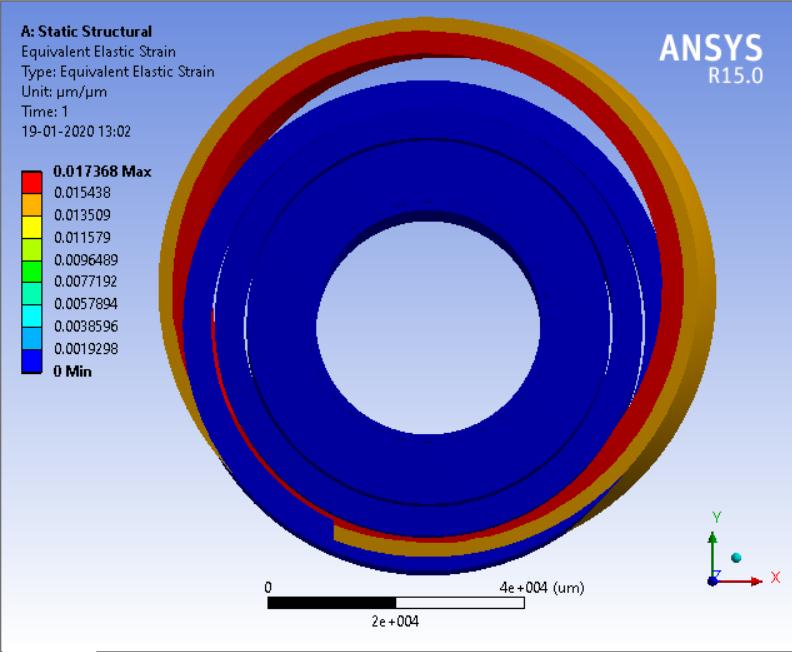 A: Static Structural
Equivalent Elastic Strain
Type: Equivalent Elastic Strain
Unit: µm/µm
Time: 1
19-01-2020 13:02
ANSYS
R15.0
0.017368 Max
0.015438
0.013509
0.011579
0.0096489
0.0077192
0.0057894
0.0038596
0.0019298
0 Min
Y
Z
X
0
4e+004 (um)
2e+004